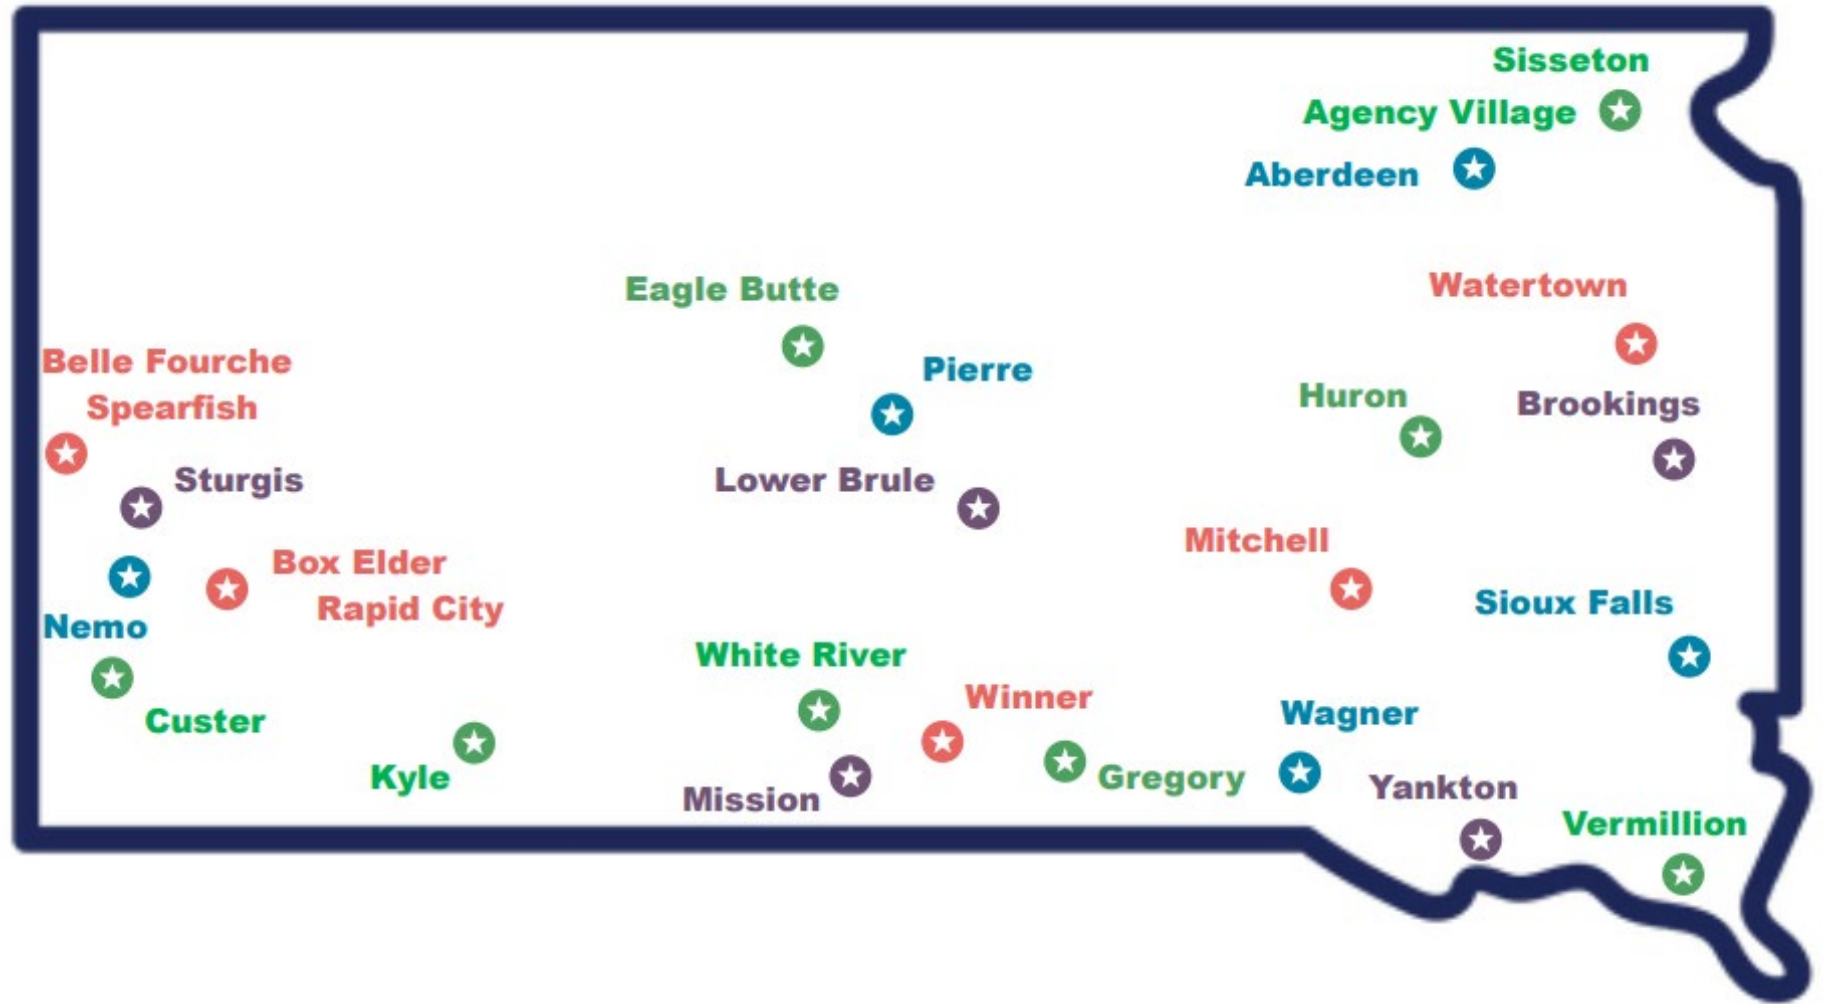 Sisseton
Agency Village
Aberdeen
Watertown
Eagle Butte
Belle Fourche
Spearfish
Pierre
Huron
Brookings
Sturgis
Lower Brule
Mitchell
Box Elder
Rapid City
Sioux Falls
Nemo
White River
Winner
Wagner
Custer
Kyle
Gregory
Mission
Yankton
Vermillion